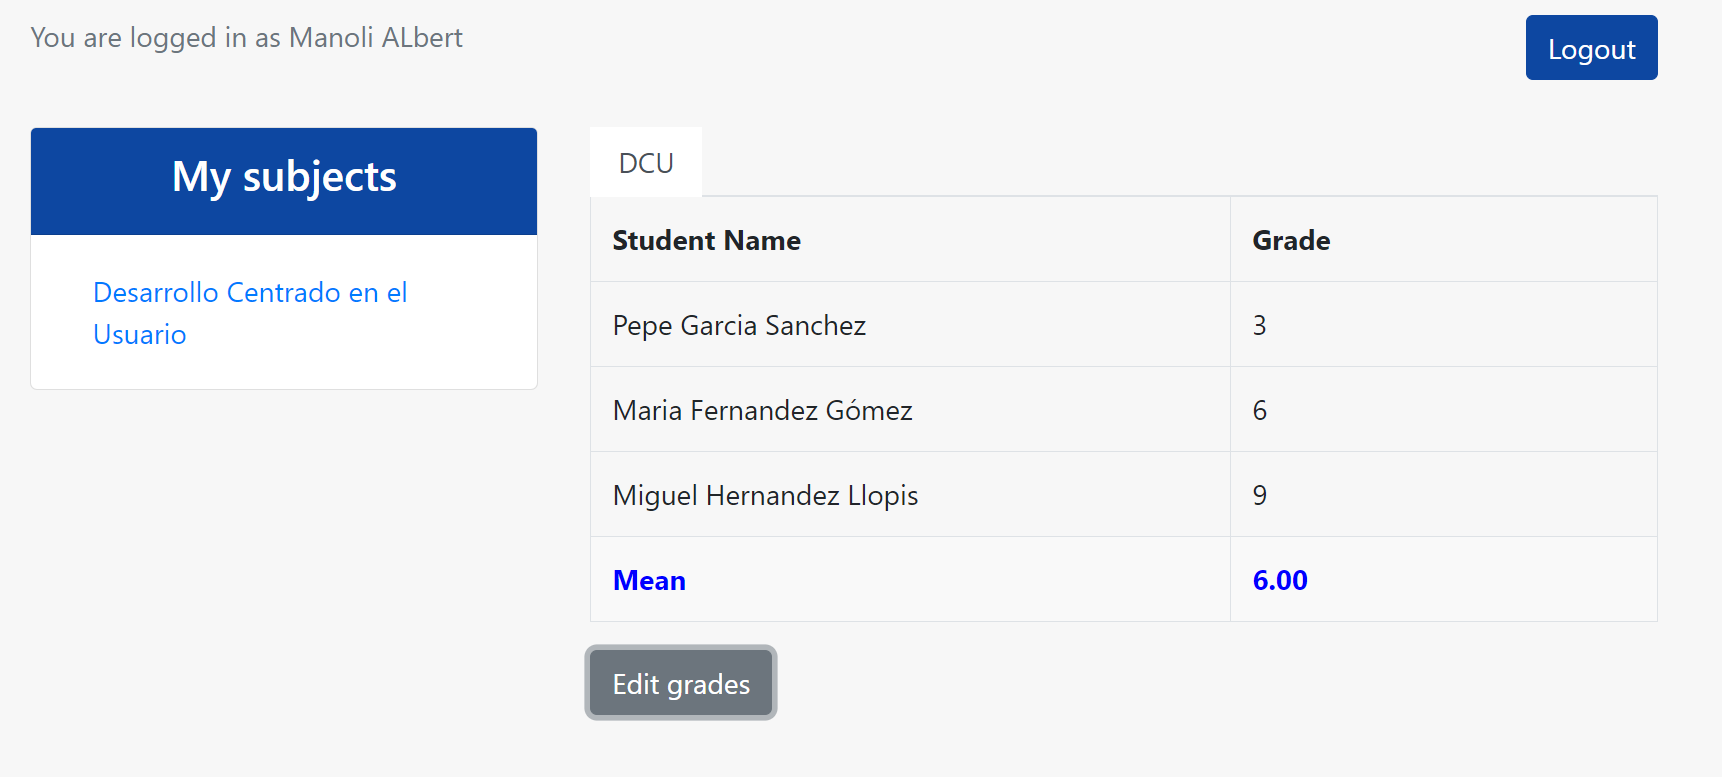 You are logged in as Manoli ALbert
Logout
My subjects
Desarrollo Centrado en el
Usuario
DCU
Student Name Grade
Pepe Garcia Sanchez 3
Maria Fernandez Gómez 6
Miguel Hernandez Llopis 9
Mean 6.00
Edit grades